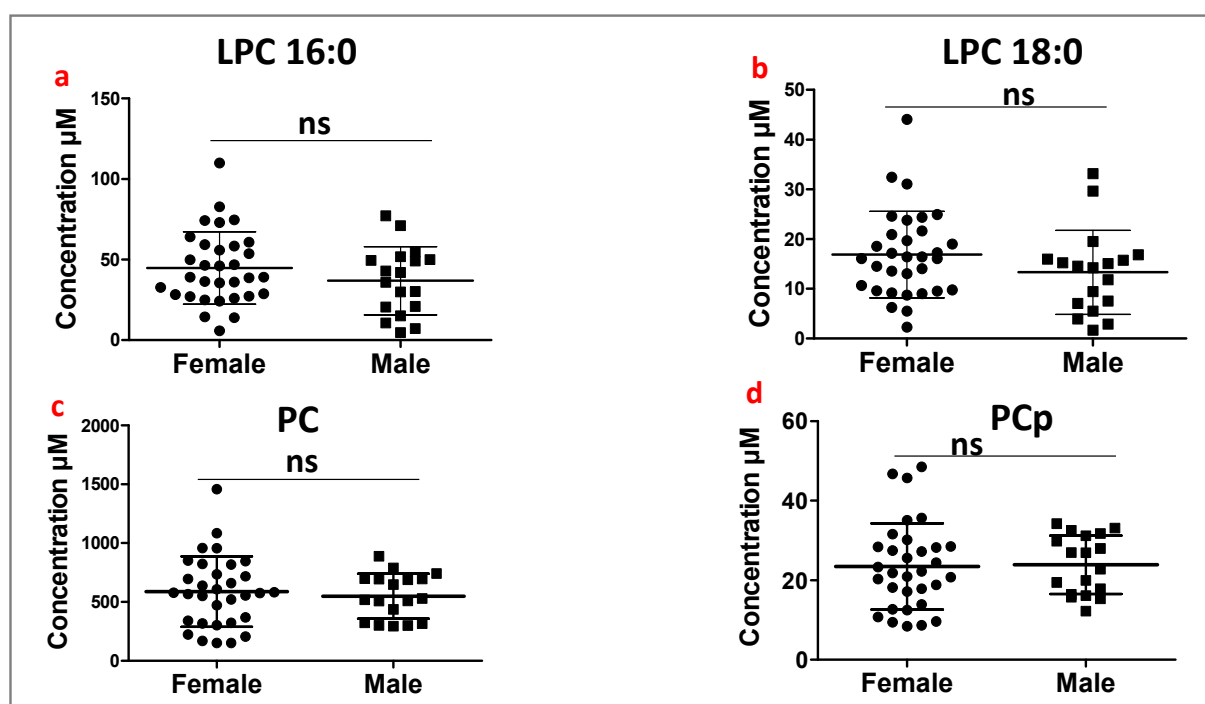 LPC 16:0
a
150
100
50
0
Concentration µM
ns
Female Male
LPC 18:0
b
50
40
30
20
10
0
Concentration µM
ns
Female Male
PC
c
2000
1500
1000
500
0
Concentration µM
ns
Female Male
PCp
d
60
40
20
0
Concentration µM
ns
Female Male